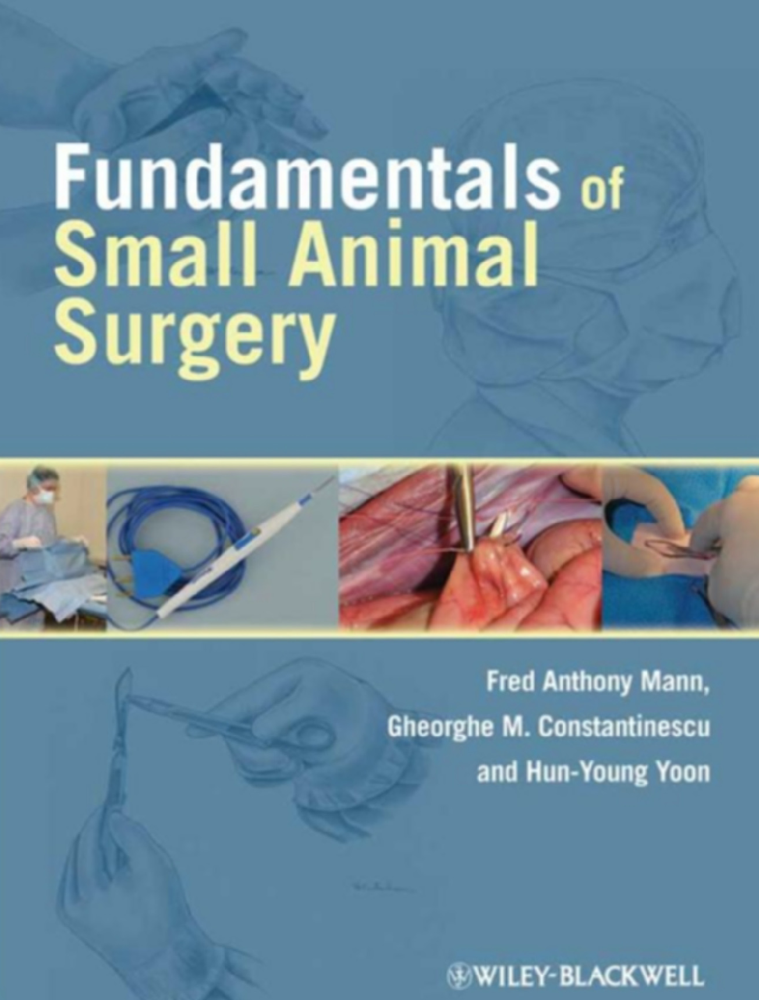 Fundamentals of
Small Animal
Surgery
Fred Anthony Mann,
Gheorghe M. Constantinescu
and Hun-Young Yoon
WILEY-BLACKWELL